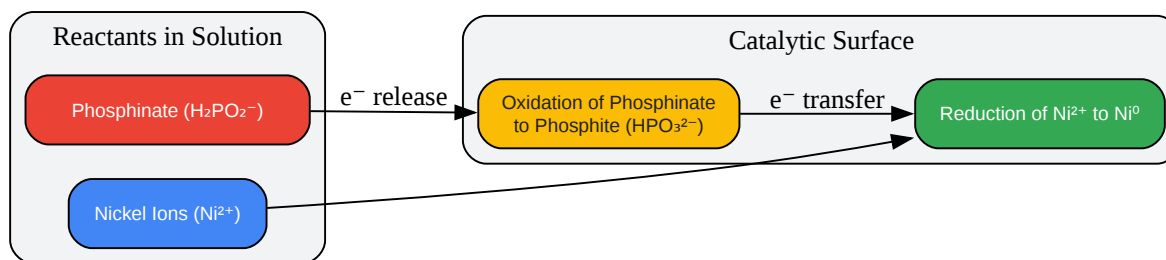 Reactants in Solution
Catalytic Surface
Phosphinate (H₂PO₂⁻)
e⁻ release
Oxidation of Phosphinate
to Phosphite (HPO₃²⁻)
e⁻ transfer
Reduction of Ni²⁺ to Ni⁰
Nickel Ions (Ni²⁺)